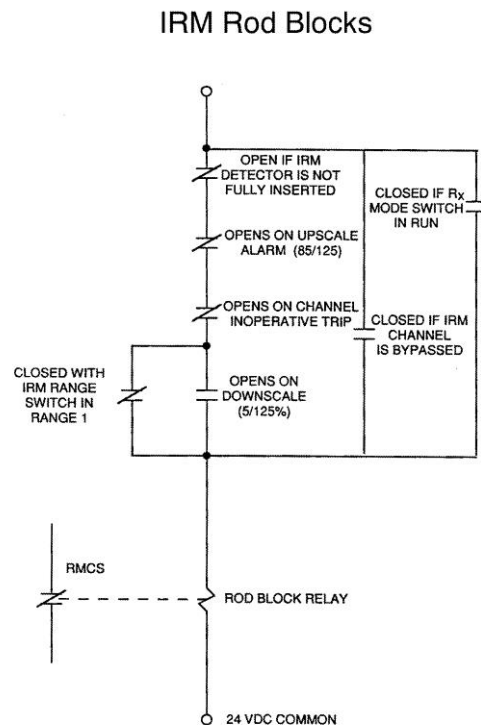 IRM Rod Blocks
OPEN IF IRM
DETECTOR IS NOT
FULLY INSERTED
CLOSED IF Rx
MODE SWITCH
IN RUN
OPENS ON UPSCALE
ALARM (85/125)
OPENS ON CHANNEL
INOPERATIVE TRIP
CLOSED IF IRM
CHANNEL
IS BYPASSED
CLOSED WITH
IRM RANGE
SWITCH IN
RANGE 1
OPENS ON
DOWNSCALE
(5/125%)
RMCS
ROD BLOCK RELAY
24 VDC COMMON